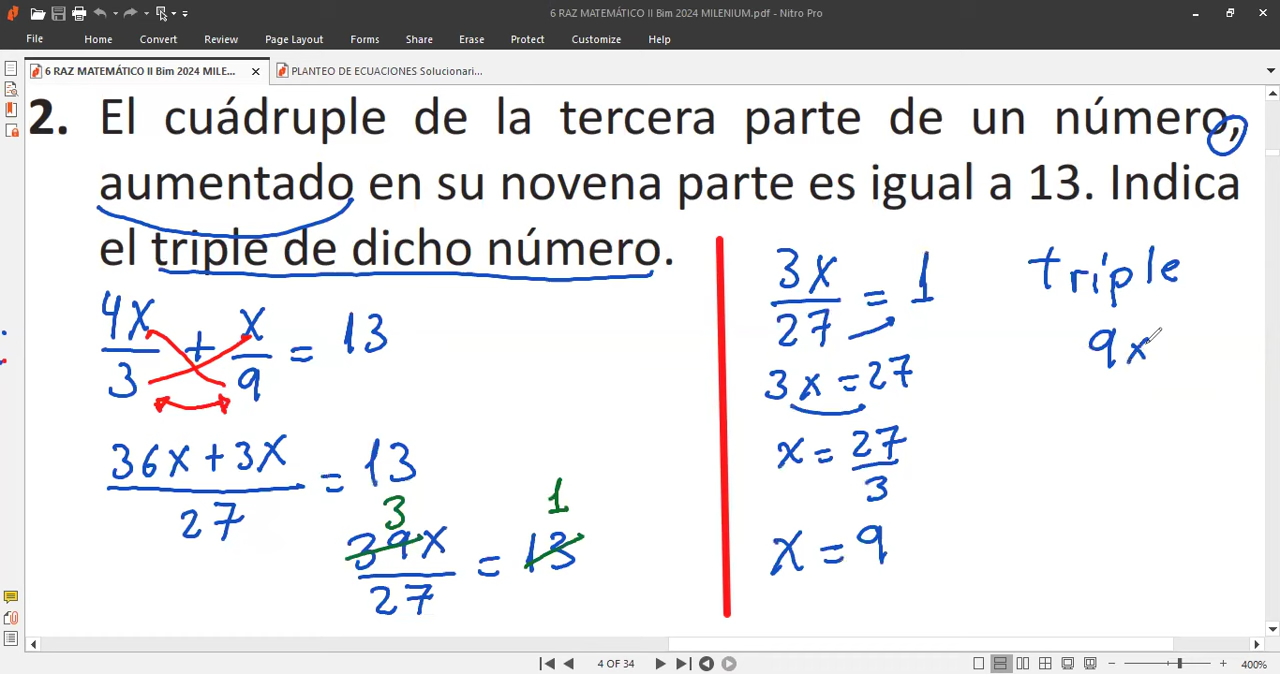 6 RAZ MATEMÁTICO II Bim 2024 MILENIUM.pdf - Nitro Pro
File Home Convert Review Page Layout Forms Share Erase Protect Customize Help
6 RAZ MATEMÁTICO II Bim 2024 MILE... PLANTEO DE ECUACIONES Solucionari...
2. El cuádruple de la tercera parte de un número,
aumentado en su novena parte es igual a 13. Indica
el triple de dicho número.
4x/3 + x/9 = 13
36x + 3x/27 = 13
3 1
39x/27 = 13
3x/27 = 1
3x = 27
x = 27/3
x = 9
triple
9x
4 OF 34
400%